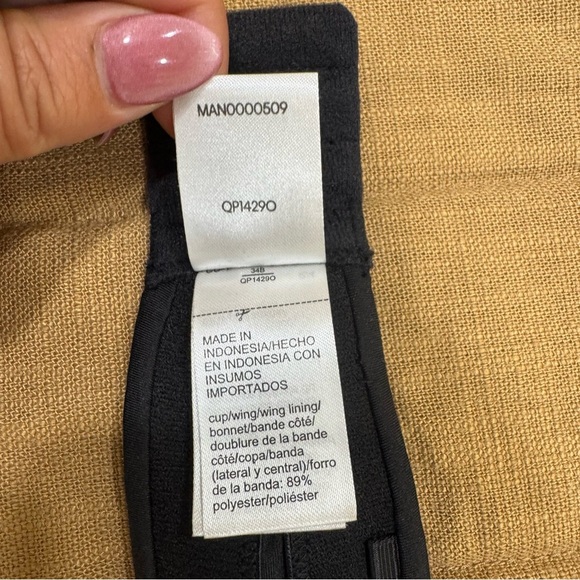 MAN0000509
QP1429O
34B
QP1429O
MADE IN
INDONESIA/HECHO
EN INDONESIA CON
INSUMOS
IMPORTADOS
cup/wing/wing lining/
bonnet/bande côté/
doublure de la bande
côté/copa/banda
(lateral y central)/forro
de la banda: 89%
polyester/poliéster